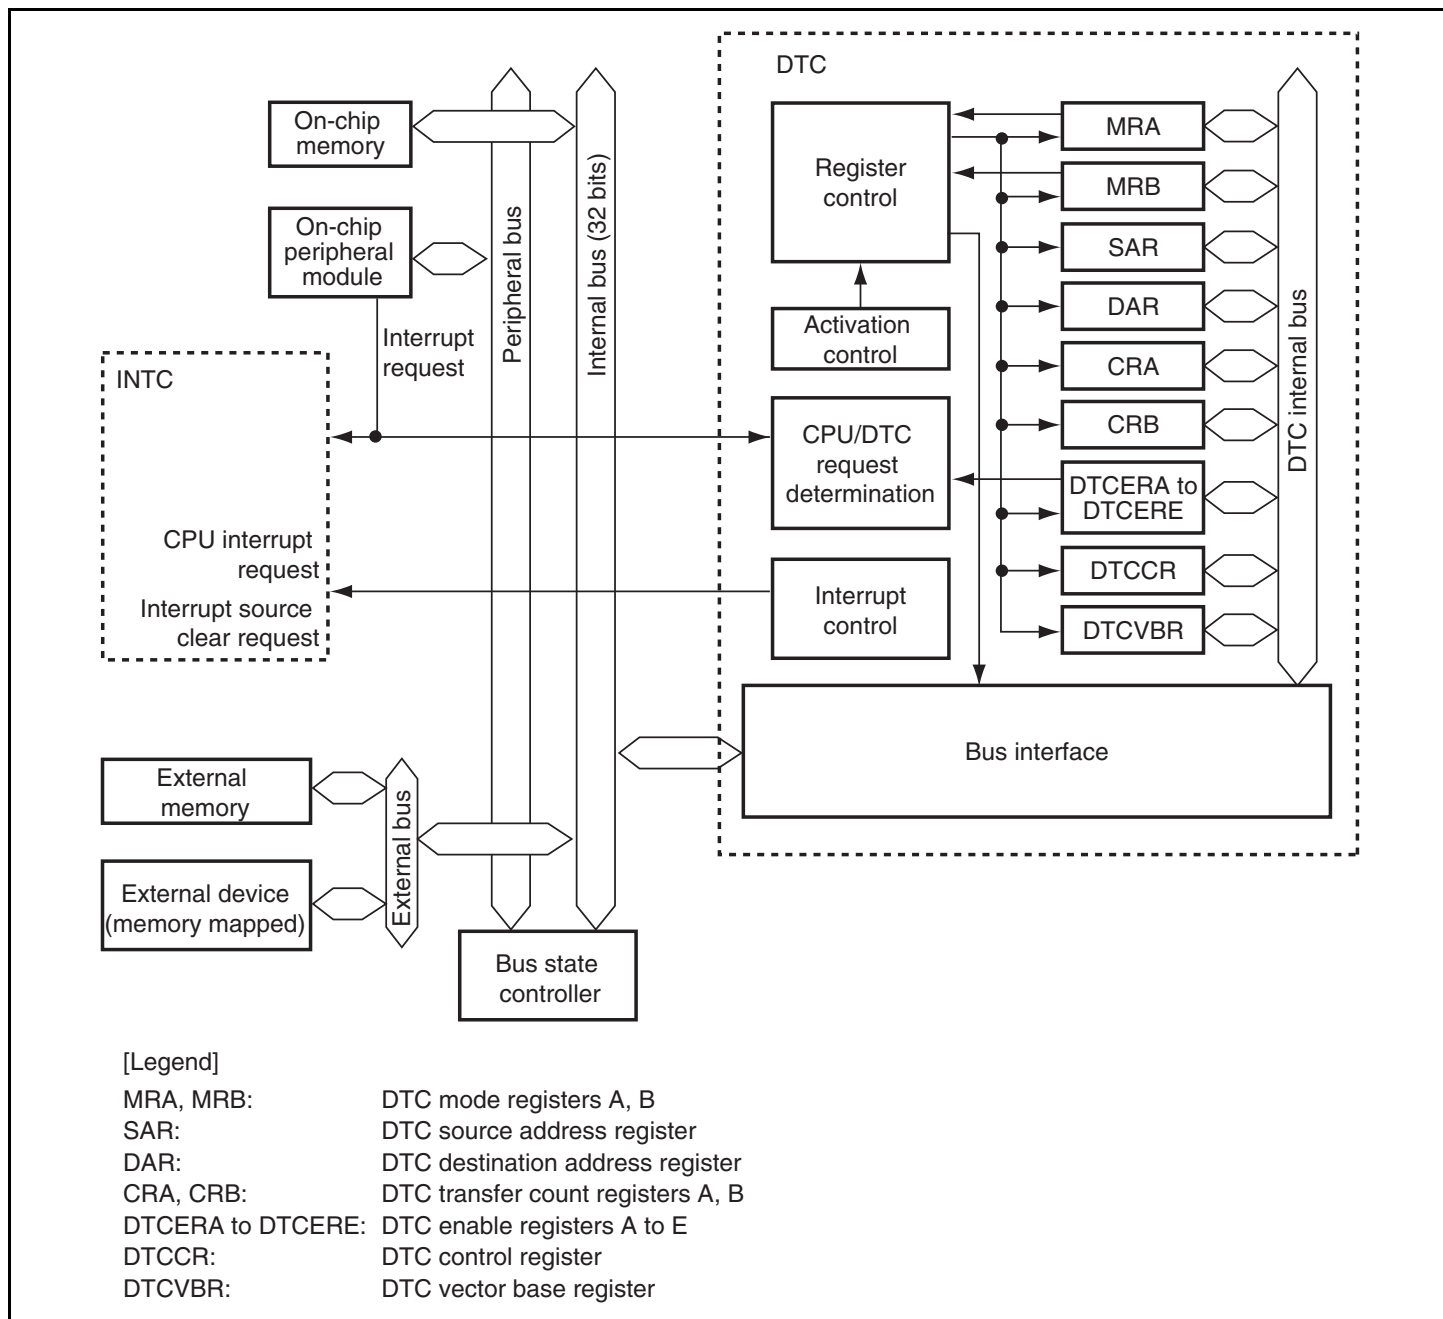 DTC
On-chip
memory
On-chip
peripheral
module
Interrupt
request
Peripheral bus
Internal bus (32 bits)
INTC
CPU interrupt
request
Interrupt source
clear request
External
memory
External device
(memory mapped)
External bus
Bus state
controller
Register
control
Activation
control
CPU/DTC
request
determination
Interrupt
control
MRA
MRB
SAR
DAR
CRA
CRB
DTCERA to
DTCERE
DTCCR
DTCVBR
DTC internal bus
Bus interface
[Legend]
MRA, MRB: DTC mode registers A, B
SAR: DTC source address register
DAR: DTC destination address register
CRA, CRB: DTC transfer count registers A, B
DTCERA to DTCERE: DTC enable registers A to E
DTCCR: DTC control register
DTCVBR: DTC vector base register